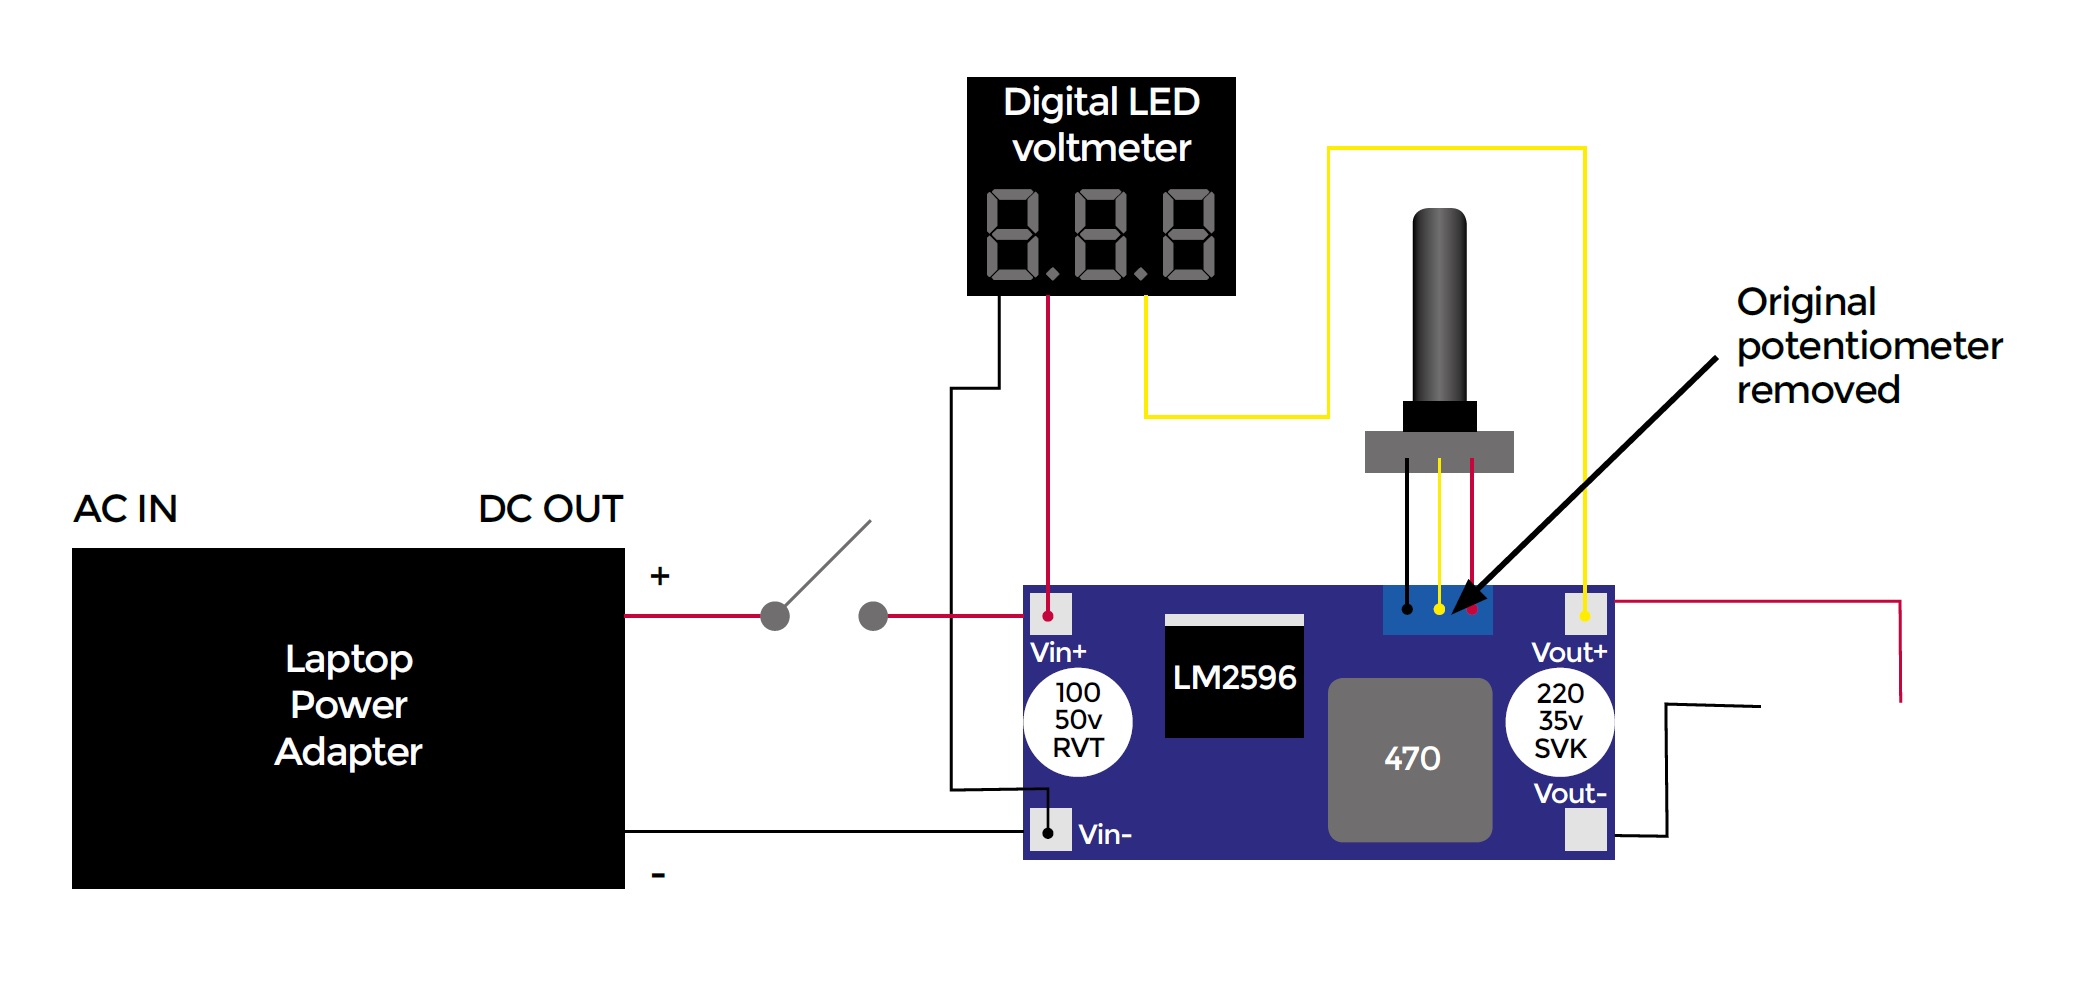 Digital LED
voltmeter
8.8.8
Original
potentiometer
removed
AC IN
DC OUT
+
Laptop
Power
Adapter
-
Vin+
LM2596
Vout+
100
50v
RVT
470
220
35v
SVK
Vout-
Vin-